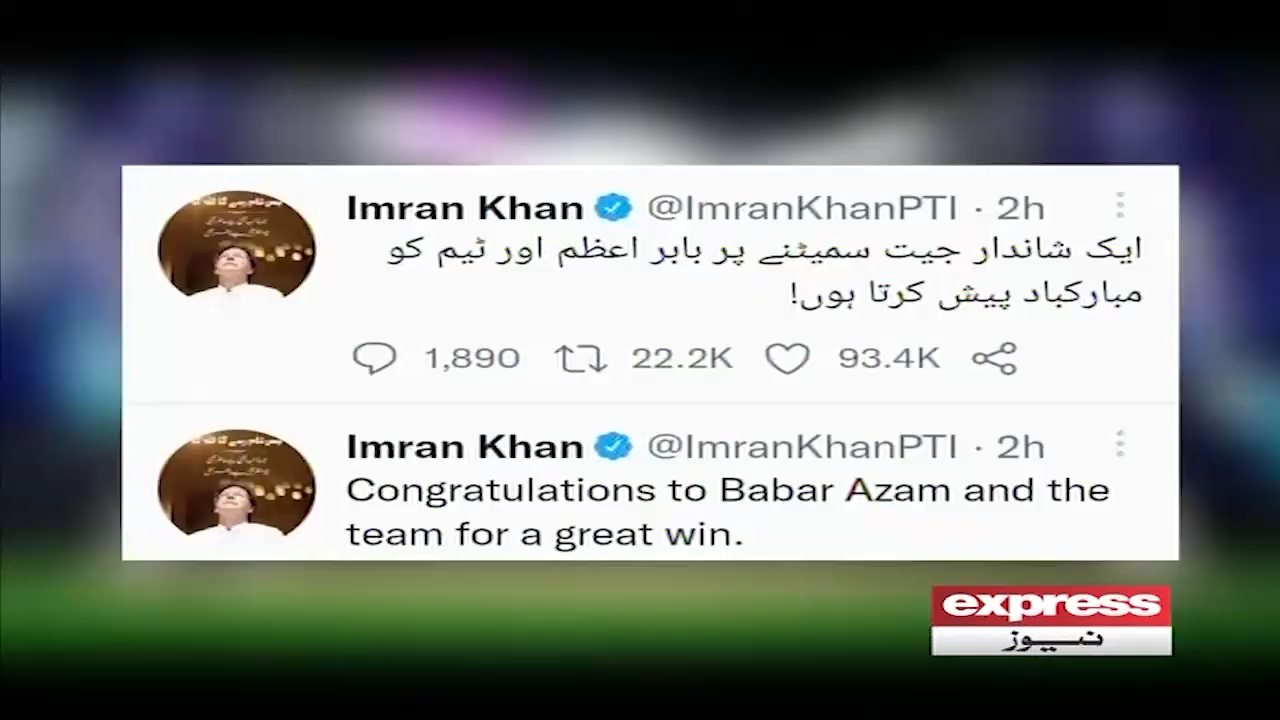 Imran Khan @ImranKhanPTI · 2h
ایک شاندار جیت سمیٹنے پر بابر اعظم اور ٹیم کو
مبارکباد پیش کرتا ہوں!
1,890 22.2K 93.4K
Imran Khan @ImranKhanPTI · 2h
Congratulations to Babar Azam and the
team for a great win.
express
نیوز